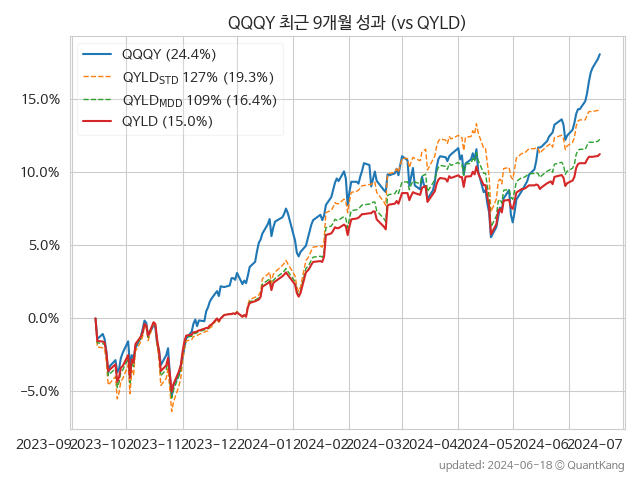 QQQY 최근 9개월 성과 (vs QYLD)
QQQY (24.4%)
QYLD_STD 127% (19.3%)
QYLD_MDD 109% (16.4%)
QYLD (15.0%)
15.0%
10.0%
5.0%
0.0%
−5.0%
2023-09
2023-10
2023-11
2023-12
2024-01
2024-02
2024-03
2024-04
2024-05
2024-06
2024-07
updated: 2024-06-18 © QuantKang